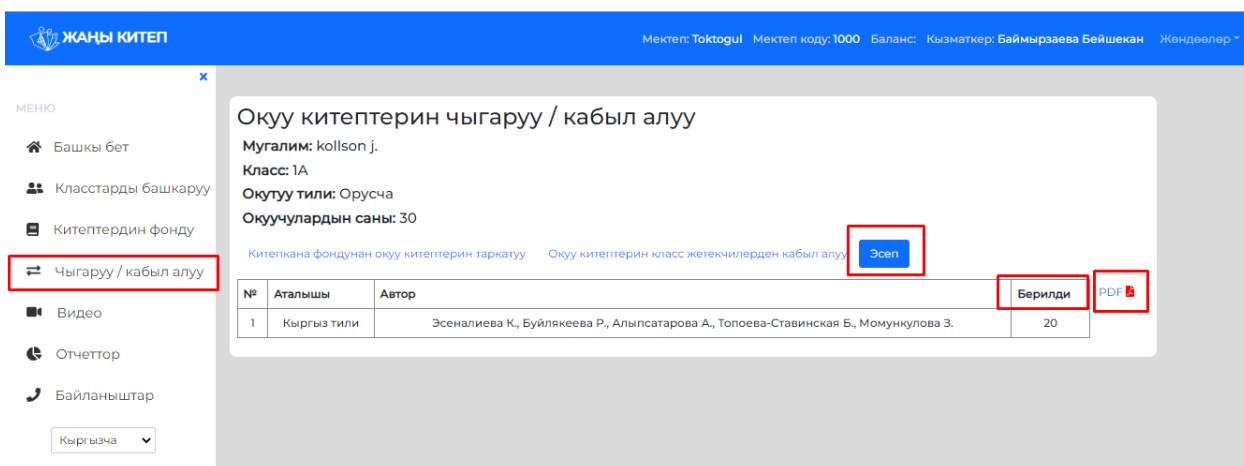 ЖАҢЫ КИТЕП
Мектеп: Toktogul Мектеп коду: 1000 Баланс: Кызматкер: Баймырзаева Бейшекан Жөндөөлөр
МЕНЮ
Башкы бет
Класстарды башкаруу
Китептердин фонду
Чыгаруу / кабыл алуу
Видео
Отчеттор
Байланыштар
Кыргызча
Окуу китептерин чыгаруу / кабыл алуу
Мугалим: kollson j.
Класс: 1А
Окутуу тили: Орусча
Окуучулардын саны: 30
Китепкана фондунан окуу китептерин таркатуу Окуу китептерин класс жетекчилерден кабыл алуу Эсеп
№ Аталышы Автор Берилди PDF
1 Кыргыз тили Эсеналиева К., Буйлякеева Р., Алыпсатарова А., Топоева-Ставинская Б., Момункулова З. 20